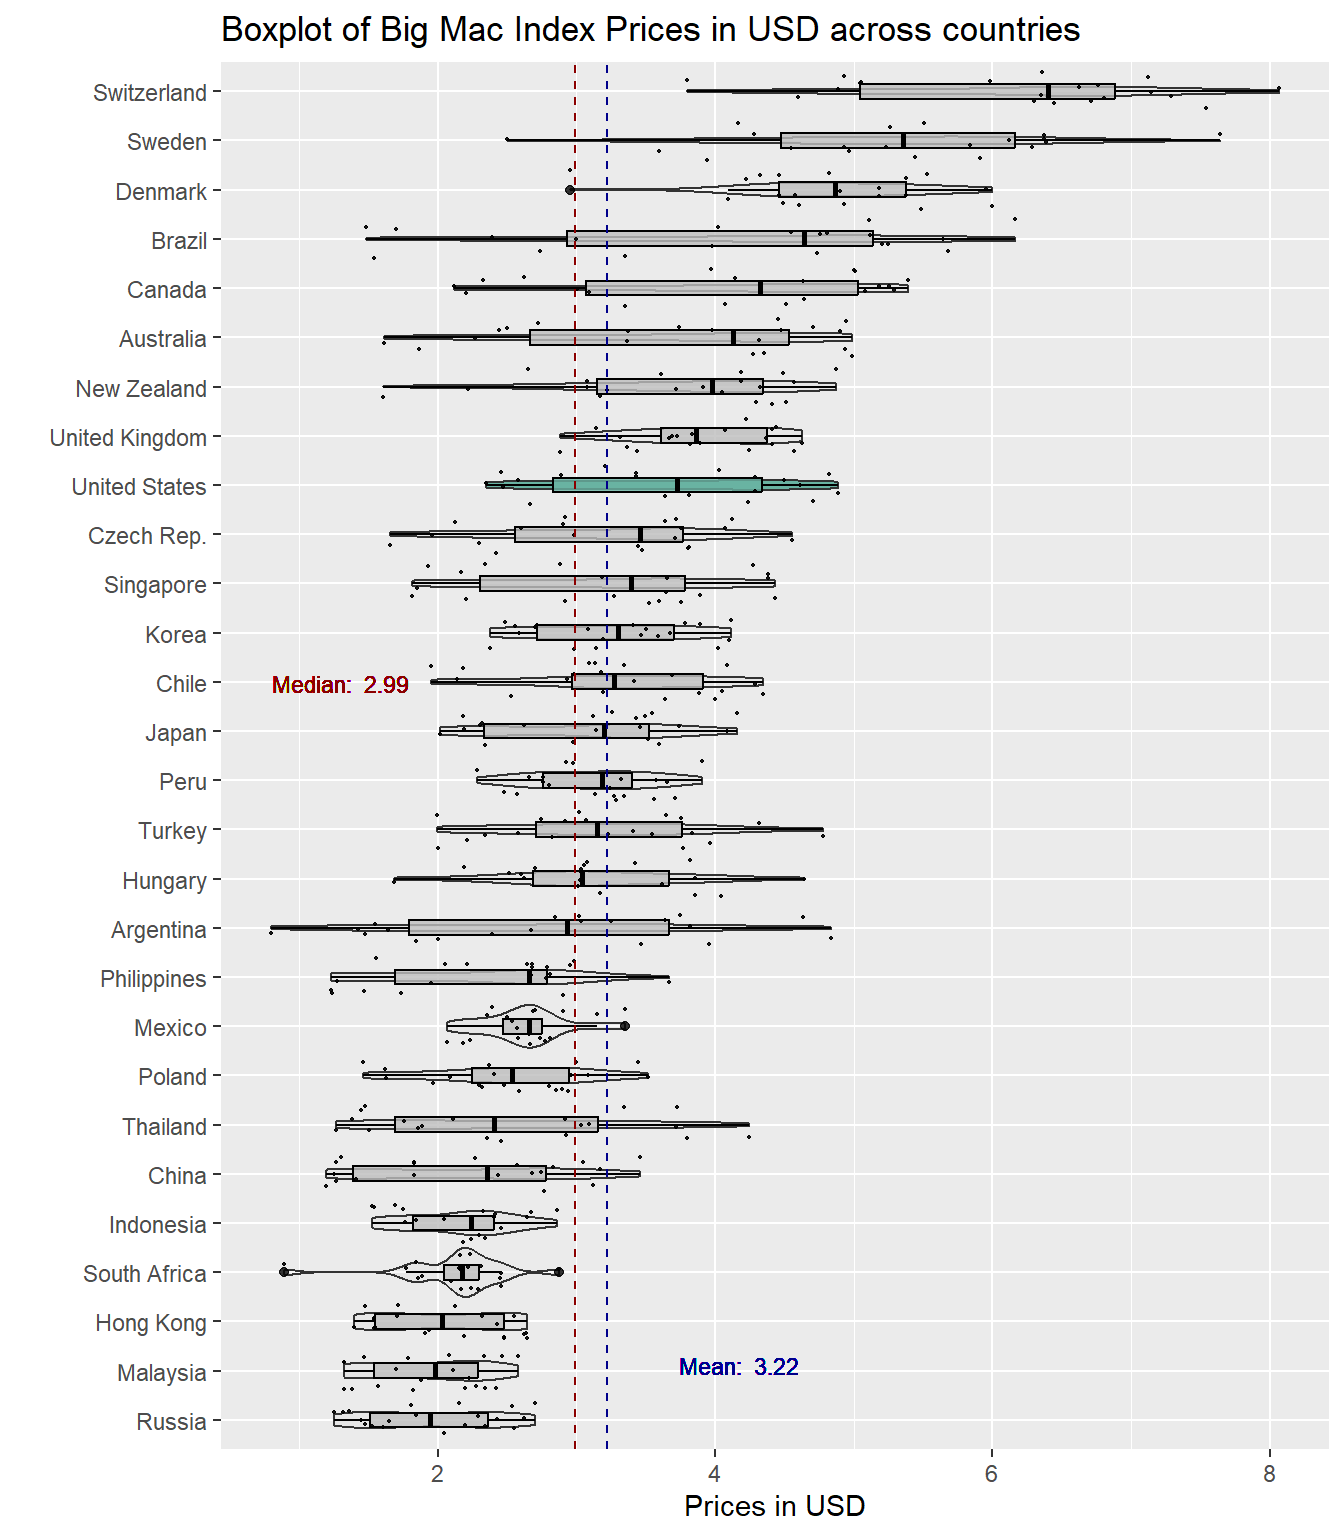 Boxplot of Big Mac Index Prices in USD across countries
Switzerland
Sweden
Denmark
Brazil
Canada
Australia
New Zealand
United Kingdom
United States
Czech Rep.
Singapore
Korea
Chile
Median:  2.99
Japan
Peru
Turkey
Hungary
Argentina
Philippines
Mexico
Poland
Thailand
China
Indonesia
South Africa
Hong Kong
Malaysia
Mean:  3.22
Russia
2 4 6 8
Prices in USD